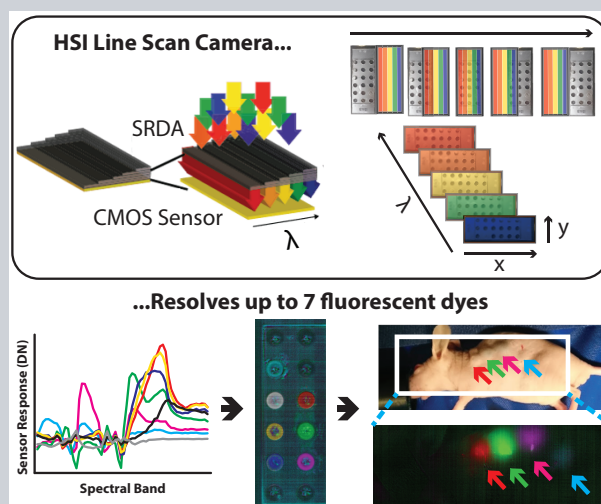 HSI Line Scan Camera...
SRDA
CMOS Sensor
λ
λ
y
x
...Resolves up to 7 fluorescent dyes
Sensor Response (DN)
Spectral Band